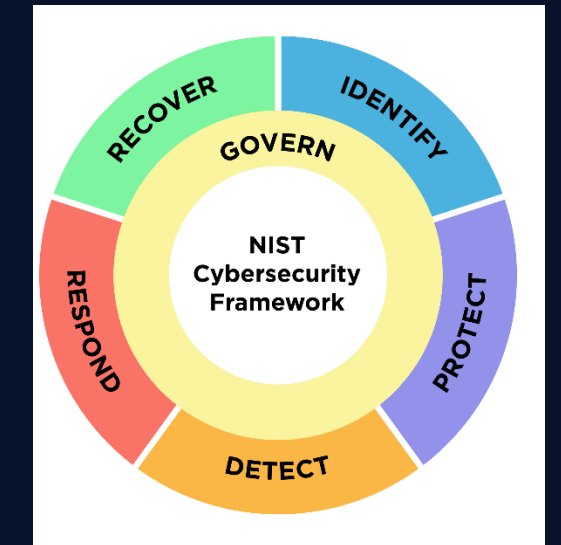 RECOVER
IDENTIFY
GOVERN
NIST
Cybersecurity
Framework
RESPOND
PROTECT
DETECT